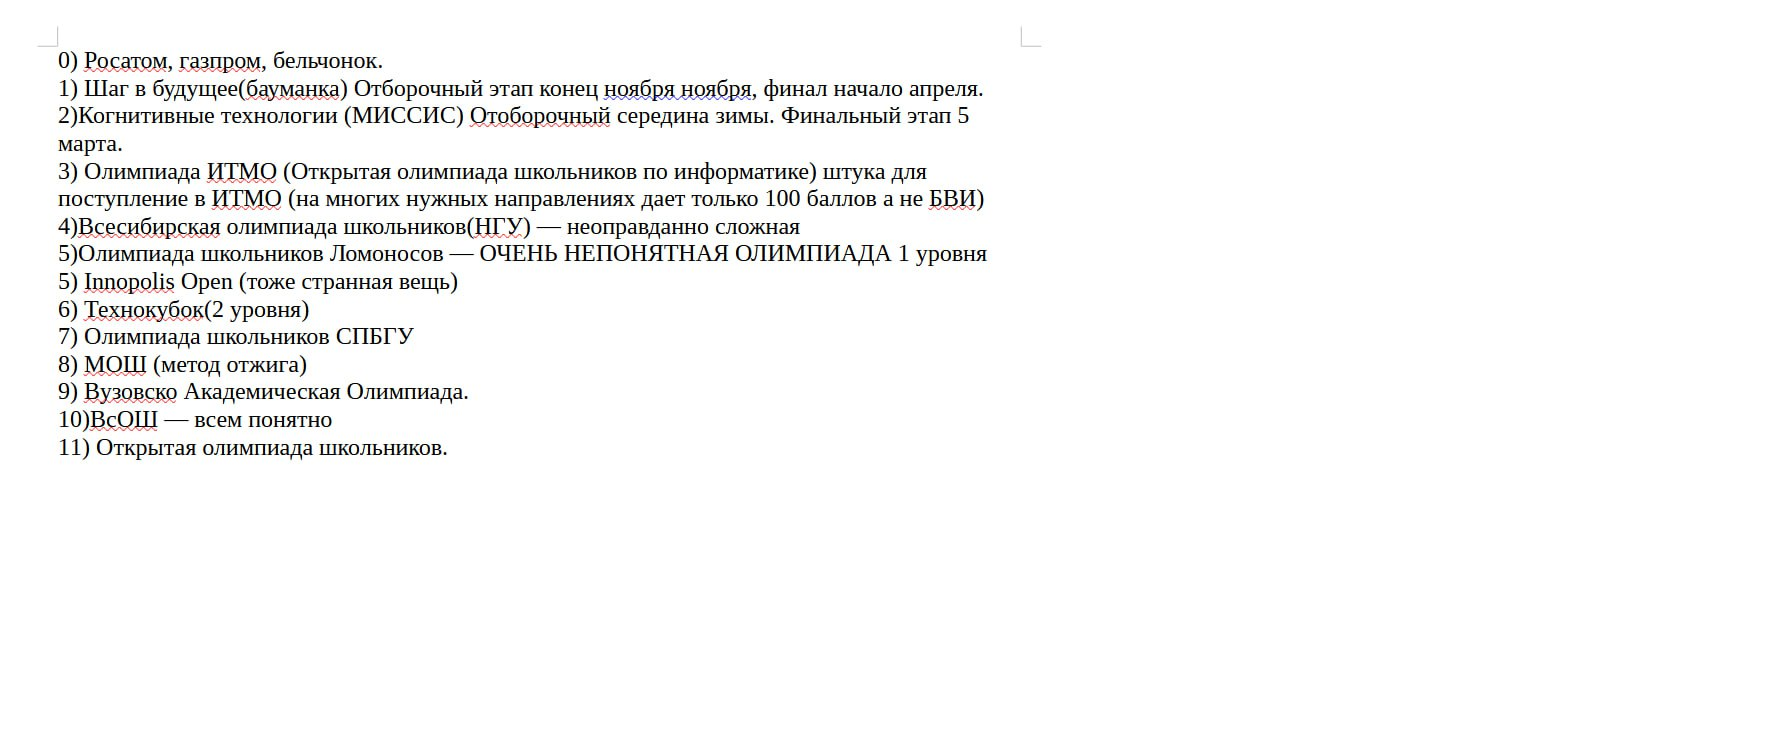 0) Росатом, газпром, бельчонок.
1) Шаг в будущее(бауманка) Отборочный этап конец ноября ноября, финал начало апреля.
2)Когнитивные технологии (МИССИС) Отоборочный середина зимы. Финальный этап 5
марта.
3) Олимпиада ИТМО (Открытая олимпиада школьников по информатике) штука для
поступление в ИТМО (на многих нужных направлениях дает только 100 баллов а не БВИ)
4)Всесибирская олимпиада школьников(НГУ) — неоправданно сложная
5)Олимпиада школьников Ломоносов — ОЧЕНЬ НЕПОНЯТНАЯ ОЛИМПИАДА 1 уровня
5) Innopolis Open (тоже странная вещь)
6) Технокубок(2 уровня)
7) Олимпиада школьников СПБГУ
8) МОШ (метод отжига)
9) Вузовско Академическая Олимпиада.
10)ВсОШ — всем понятно
11) Открытая олимпиада школьников.